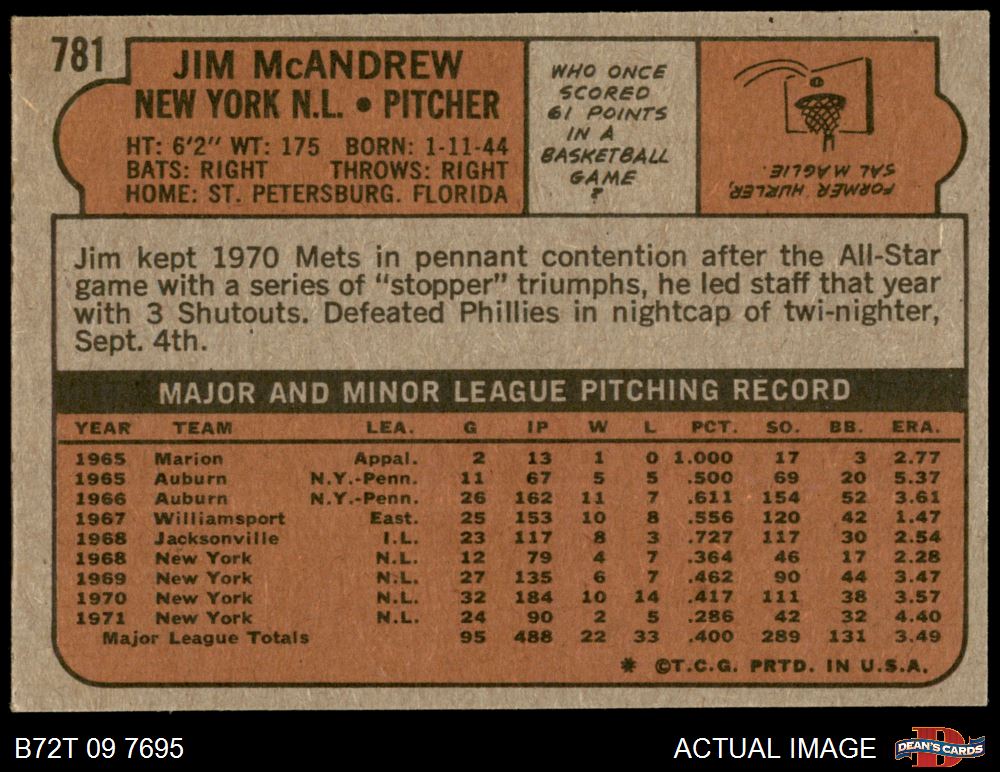 781
JIM McANDREW
NEW YORK N.L. • PITCHER
HT: 6'2" WT: 175 BORN: 1-11-44
BATS: RIGHT THROWS: RIGHT
HOME: ST. PETERSBURG, FLORIDA
WHO ONCE
SCORED
61 POINTS
IN A
BASKETBALL
GAME
?
FORMER HURLER,
SAL MAGLIE.
Jim kept 1970 Mets in pennant contention after the All-Star
game with a series of "stopper" triumphs, he led staff that year
with 3 Shutouts. Defeated Phillies in nightcap of twi-nighter,
Sept. 4th.
MAJOR AND MINOR LEAGUE PITCHING RECORD
YEAR TEAM LEA. G IP W L PCT. SO. BB. ERA.
1965 Marion Appal. 2 13 1 0 1.000 17 3 2.77
1965 Auburn N.Y.-Penn. 11 67 5 5 .500 69 20 5.37
1966 Auburn N.Y.-Penn. 26 162 11 7 .611 154 52 3.61
1967 Williamsport East. 25 153 10 8 .556 120 42 1.47
1968 Jacksonville I.L. 23 117 8 3 .727 117 30 2.54
1968 New York N.L. 12 79 4 7 .364 46 17 2.28
1969 New York N.L. 27 135 6 7 .462 90 44 3.47
1970 New York N.L. 32 184 10 14 .417 111 38 3.57
1971 New York N.L. 24 90 2 5 .286 42 32 4.40
Major League Totals 95 488 22 33 .400 289 131 3.49
* ©T.C.G. PRTD. IN U.S.A.
B72T 09 7695
ACTUAL IMAGE
D
DEAN'S CARDS